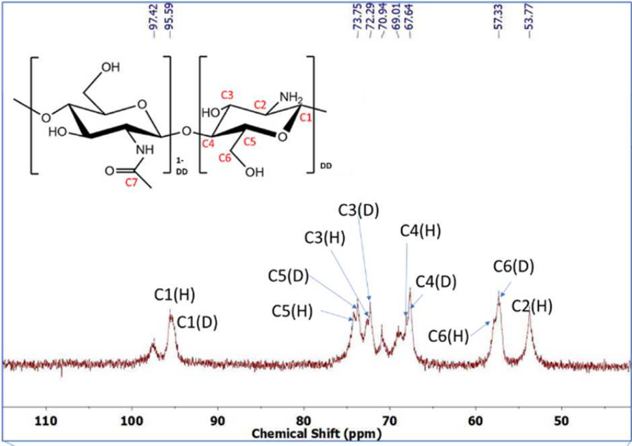 97.42
95.59
73.75
72.29
70.94
69.01
67.64
57.33
53.77
OH
O
O
HO
NH
O
C7
1-
DD
O
C3
HO
C2
NH2
C1
O
C4
C5
C6
OH
DD
C3(D)
C3(H)
C4(H)
C5(D)
C6(D)
C1(H)
C4(D)
C5(H)
C2(H)
C1(D)
C6(H)
110
100
90
80
70
60
50
Chemical Shift (ppm)